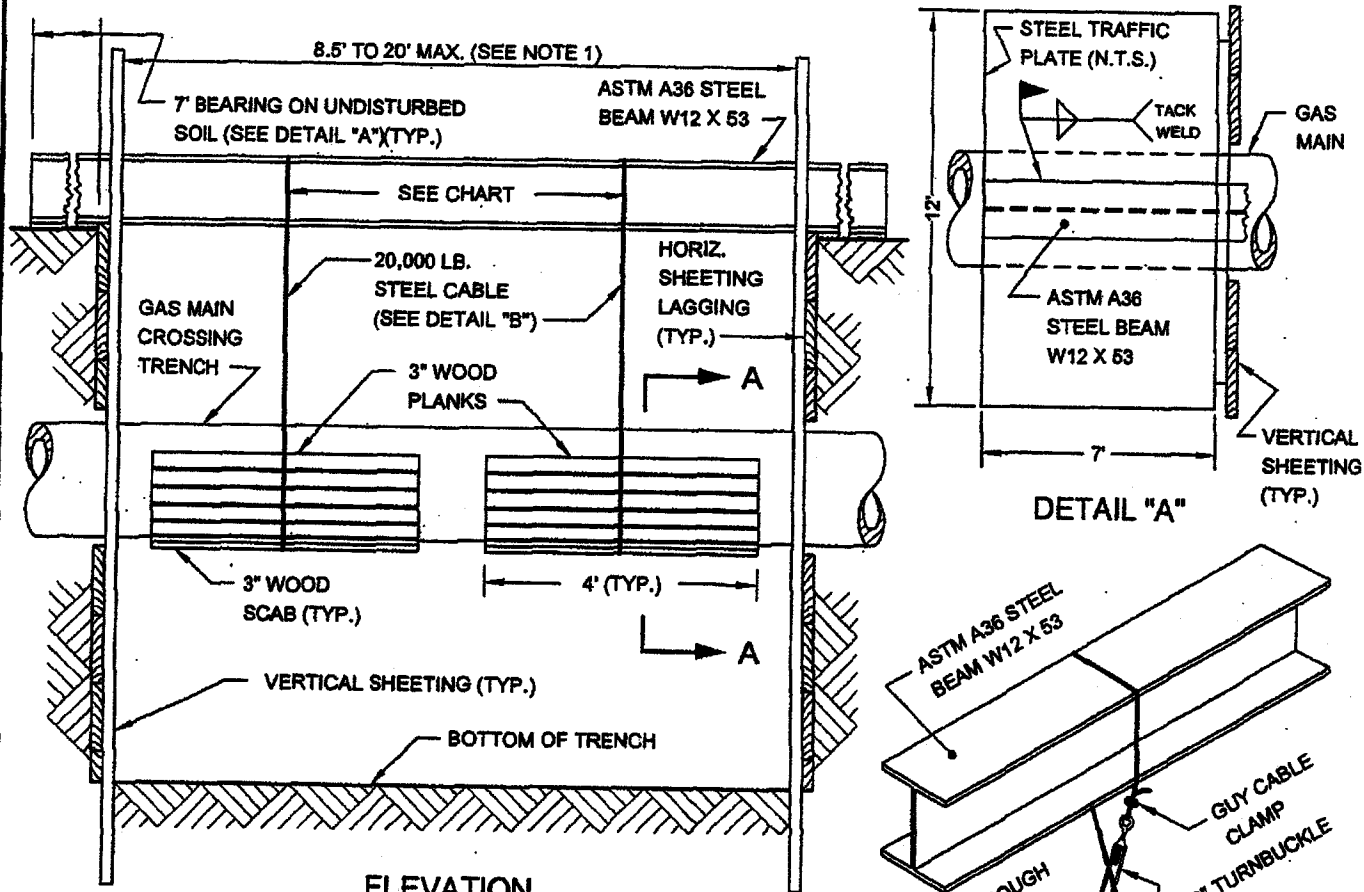 8.5' TO 20' MAX. (SEE NOTE 1)
7' BEARING ON UNDISTURBED
SOIL (SEE DETAIL "A")(TYP.)
ASTM A36 STEEL
BEAM W12 X 53
SEE CHART
20,000 LB.
STEEL CABLE
(SEE DETAIL "B")
HORIZ.
SHEETING
LAGGING
(TYP.)
GAS MAIN
CROSSING
TRENCH
3" WOOD
PLANKS
A
3" WOOD
SCAB (TYP.)
4' (TYP.)
A
VERTICAL SHEETING (TYP.)
BOTTOM OF TRENCH
ELEVATION
STEEL TRAFFIC
PLATE (N.T.S.)
TACK
WELD
GAS
MAIN
12'
ASTM A36
STEEL BEAM
W12 X 53
7'
VERTICAL
SHEETING
(TYP.)
DETAIL "A"
ASTM A36 STEEL
BEAM W12 X 53
GUY CABLE
CLAMP
TURNBUCKLE